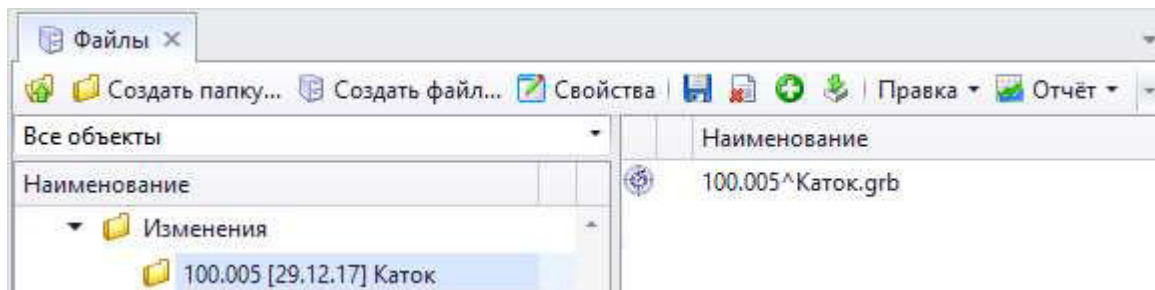 Файлы
Создать папку... Создать файл... Свойства Правка Отчёт
Все объекты
Наименование
Наименование
100.005^Каток.grb
Изменения
100.005 [29.12.17] Каток